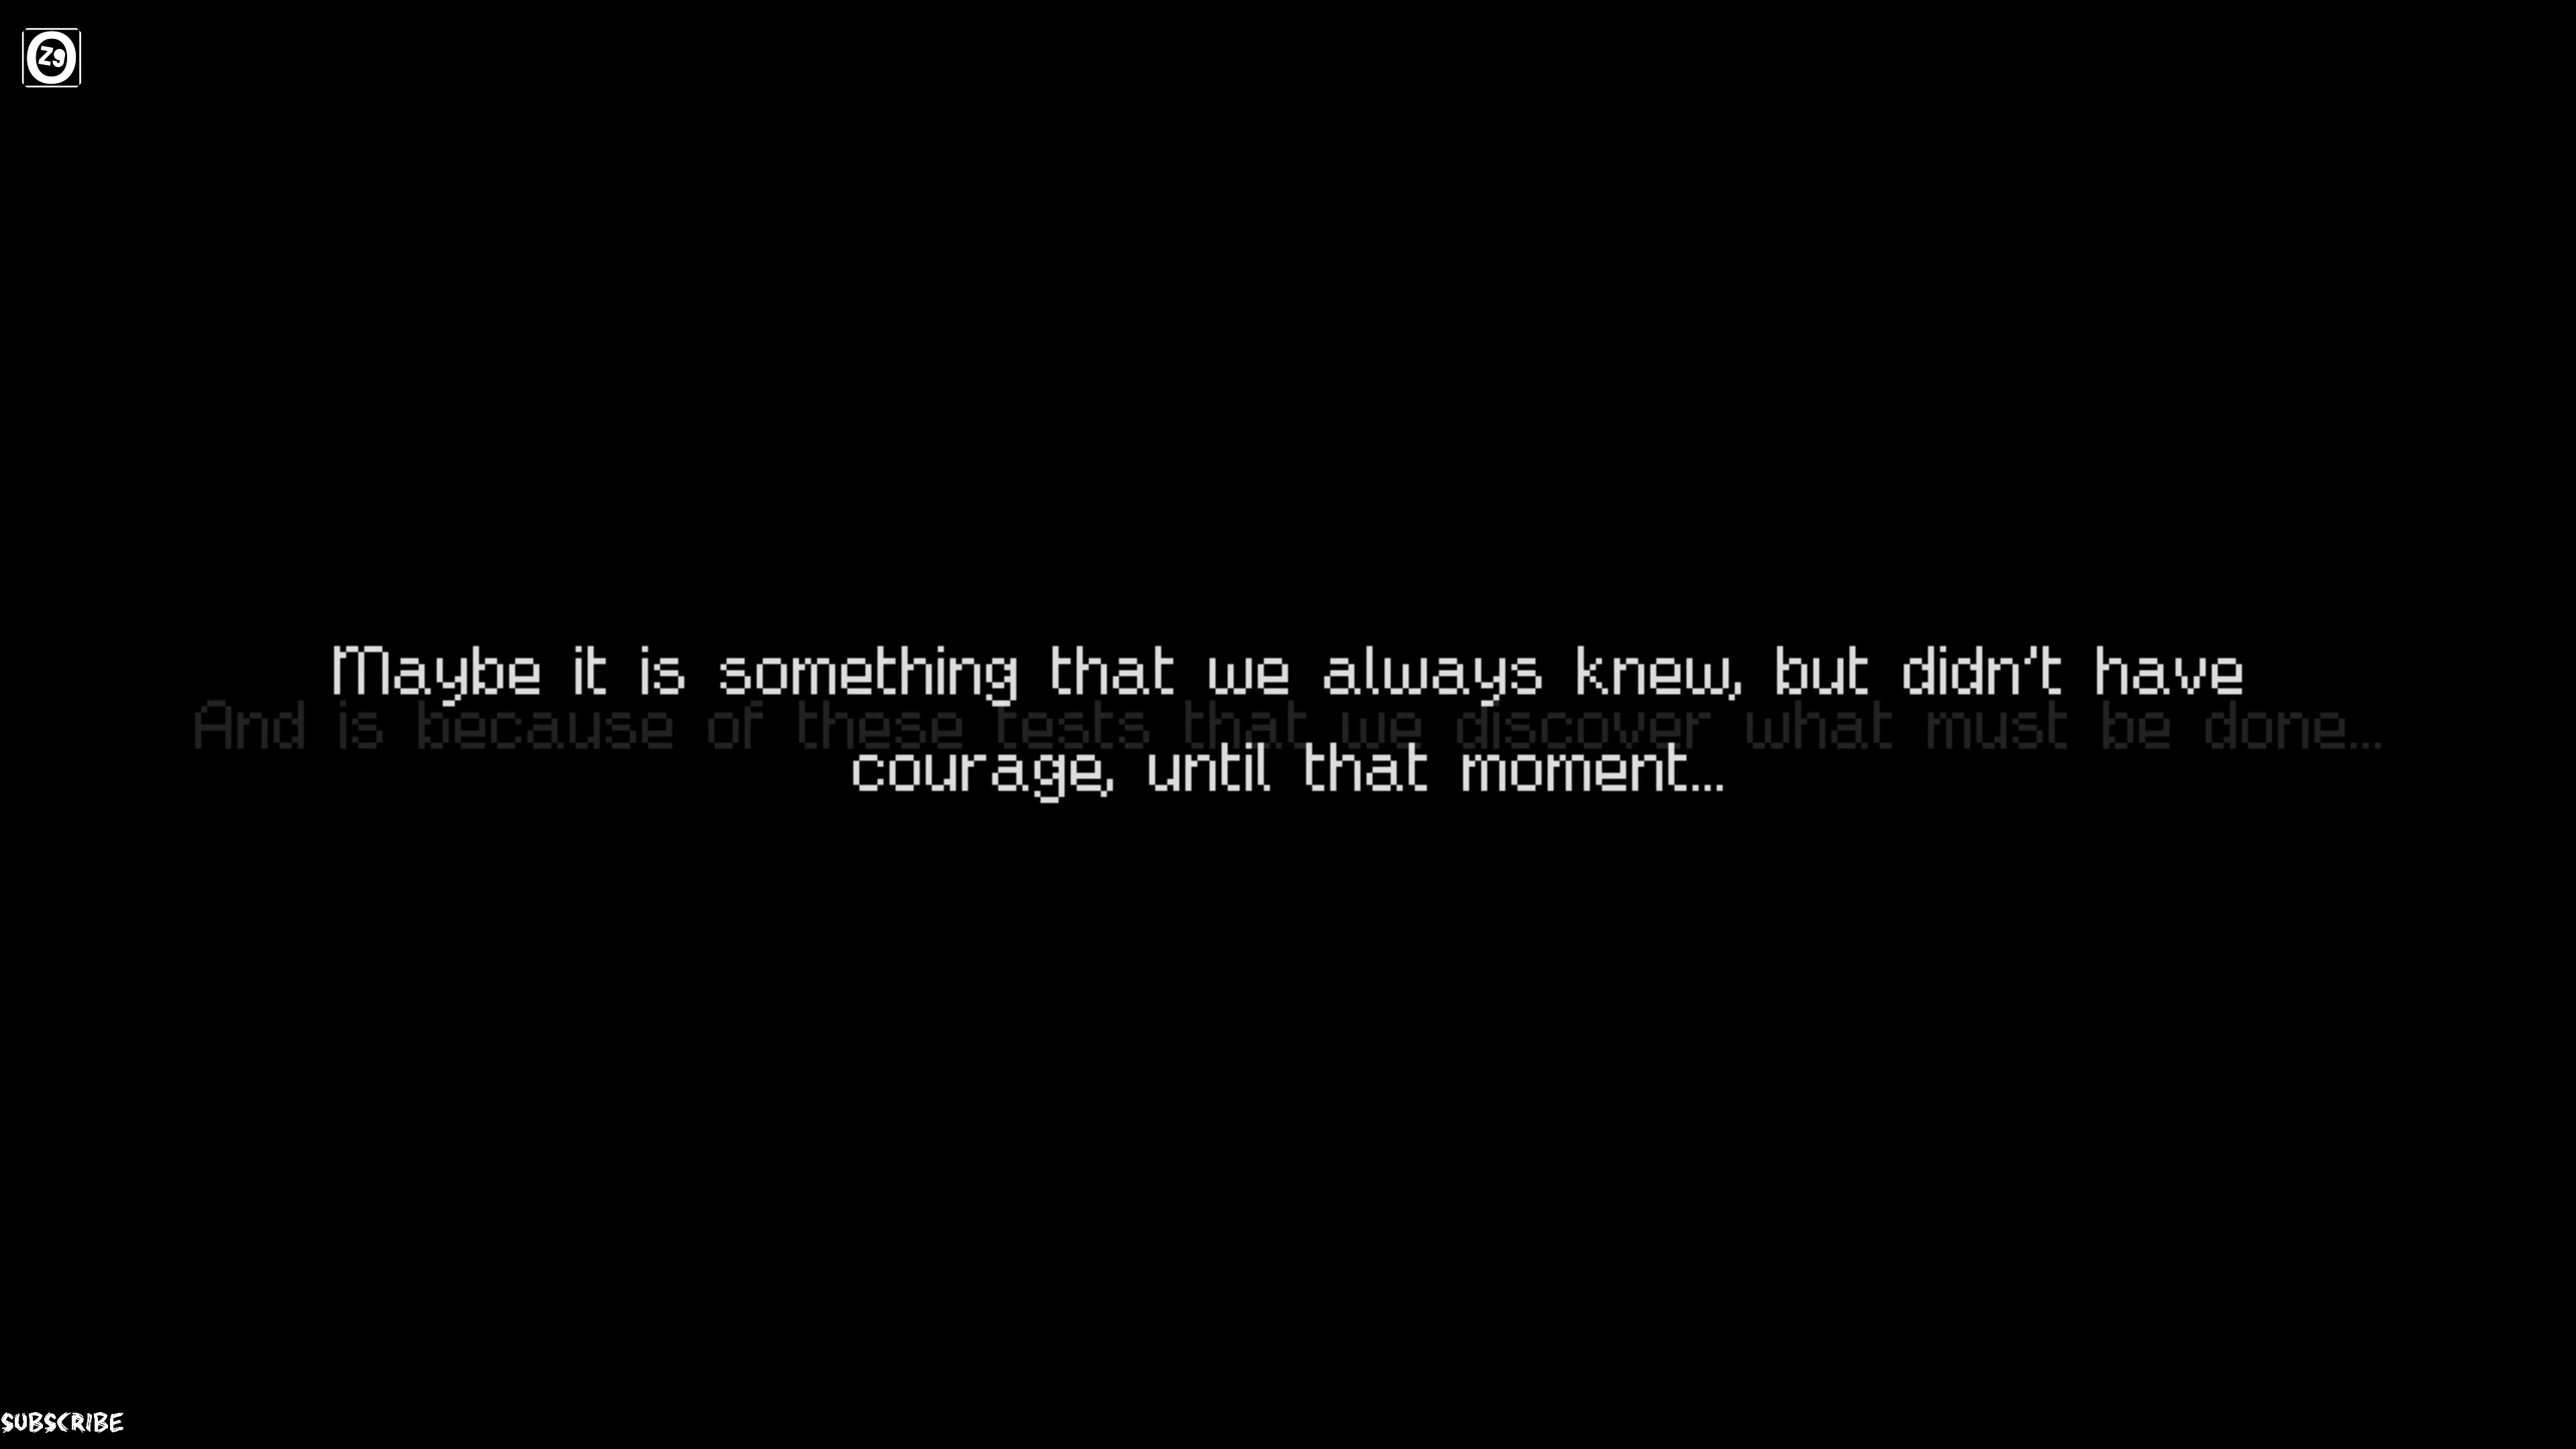 Z9
Maybe it is something that we always knew, but didn't have
And is because of these tests that we discover what must be done...
courage, until that moment...
SUBSCRIBE